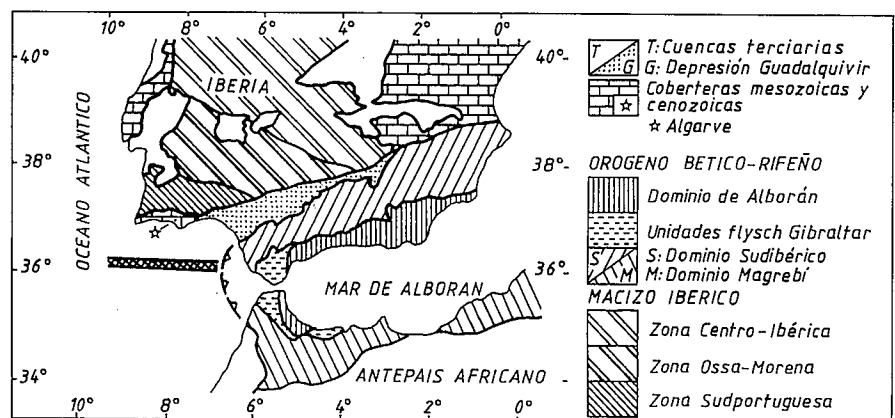 10° 8° 6° 4° 2° 0°
40°- 40°-
38°- 38°-
36°- 36°-
34°- 34°-
10° 8° 6° 4° 2° 0°
OCEANO ATLANTICO
IBERIA
MAR DE ALBORAN
ANTEPAIS AFRICANO
T T: Cuencas terciarias
G G: Depresión Guadalquivir
Coberteras mesozoicas y
cenozoicas
☆ Algarve
OROGENO BETICO-RIFEÑO
Dominio de Alborán
Unidades flysch Gibraltar
S S: Dominio Sudibérico
M M: Dominio Magrebí
MACIZO IBERICO
Zona Centro-Ibérica
Zona Ossa-Morena
Zona Sudportuguesa